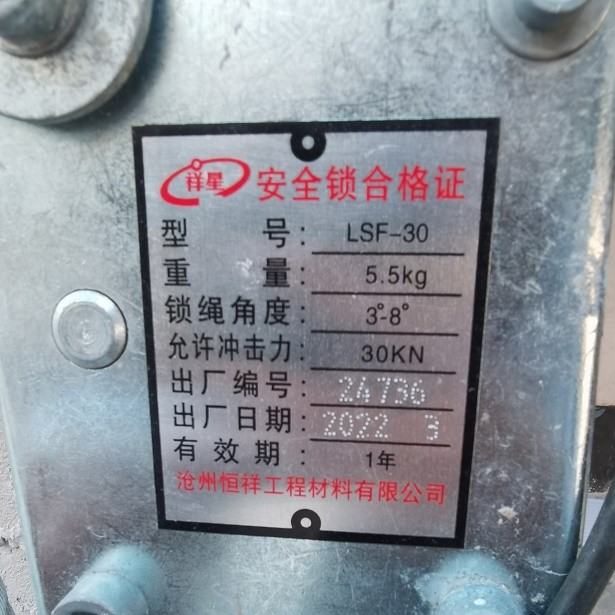 祥星 安全锁合格证
型 号: LSF-30
重 量: 5.5kg
锁绳角度: 3°-8°
允许冲击力: 30KN
出厂编号: 24736
出厂日期: 2022 3
有 效 期: 1年
沧州恒祥工程材料有限公司